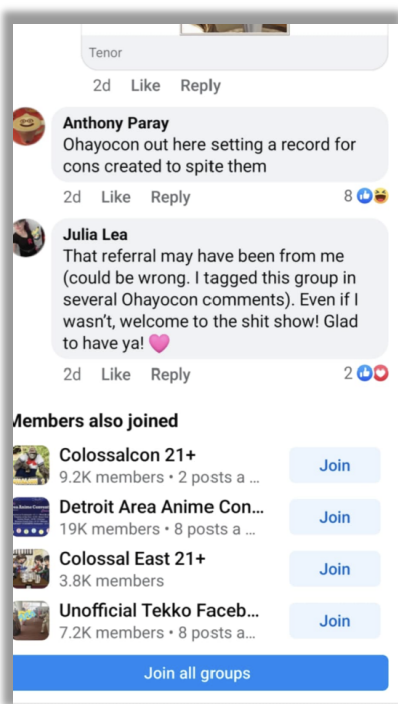 Tenor
2d Like Reply
Anthony Paray
Ohayocon out here setting a record for
cons created to spite them
2d Like Reply 8
Julia Lea
That referral may have been from me
(could be wrong. I tagged this group in
several Ohayocon comments). Even if I
wasn't, welcome to the shit show! Glad
to have ya!
2d Like Reply 2
Members also joined
Colossalcon 21+
9.2K members • 2 posts a ...
Join
Detroit Area Anime Con...
19K members • 8 posts a ...
Join
Colossal East 21+
3.8K members
Join
Unofficial Tekko Faceb...
7.2K members • 8 posts a...
Join
Join all groups